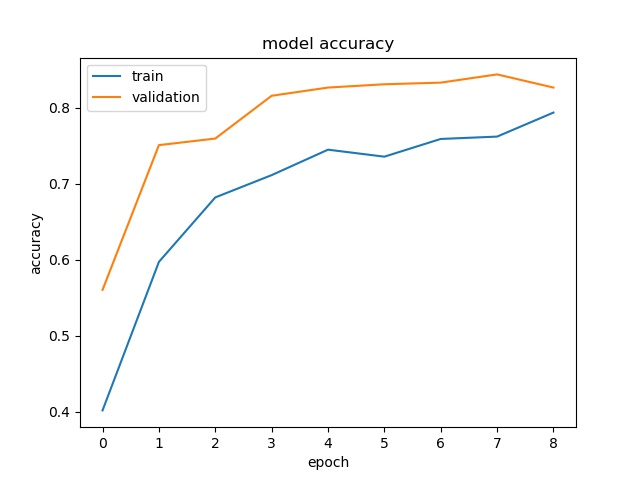 model accuracy
train
validation
0.8
0.7
0.6
0.5
0.4
accuracy
0 1 2 3 4 5 6 7 8
epoch